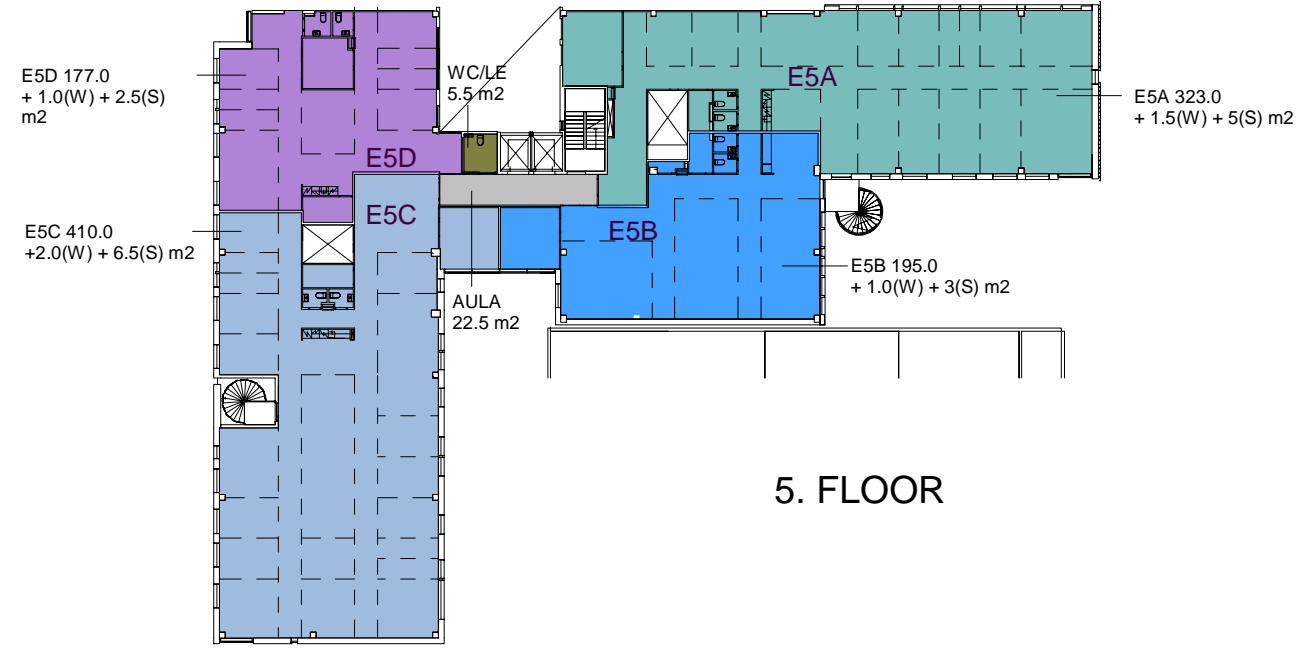 E5D 177.0
+ 1.0(W) + 2.5(S)
m2
WC/LE
5.5 m2
E5A
E5A 323.0
+ 1.5(W) + 5(S) m2
E5D
E5C
E5C 410.0
+2.0(W) + 6.5(S) m2
E5B
E5B 195.0
+ 1.0(W) + 3(S) m2
AULA
22.5 m2
5. FLOOR